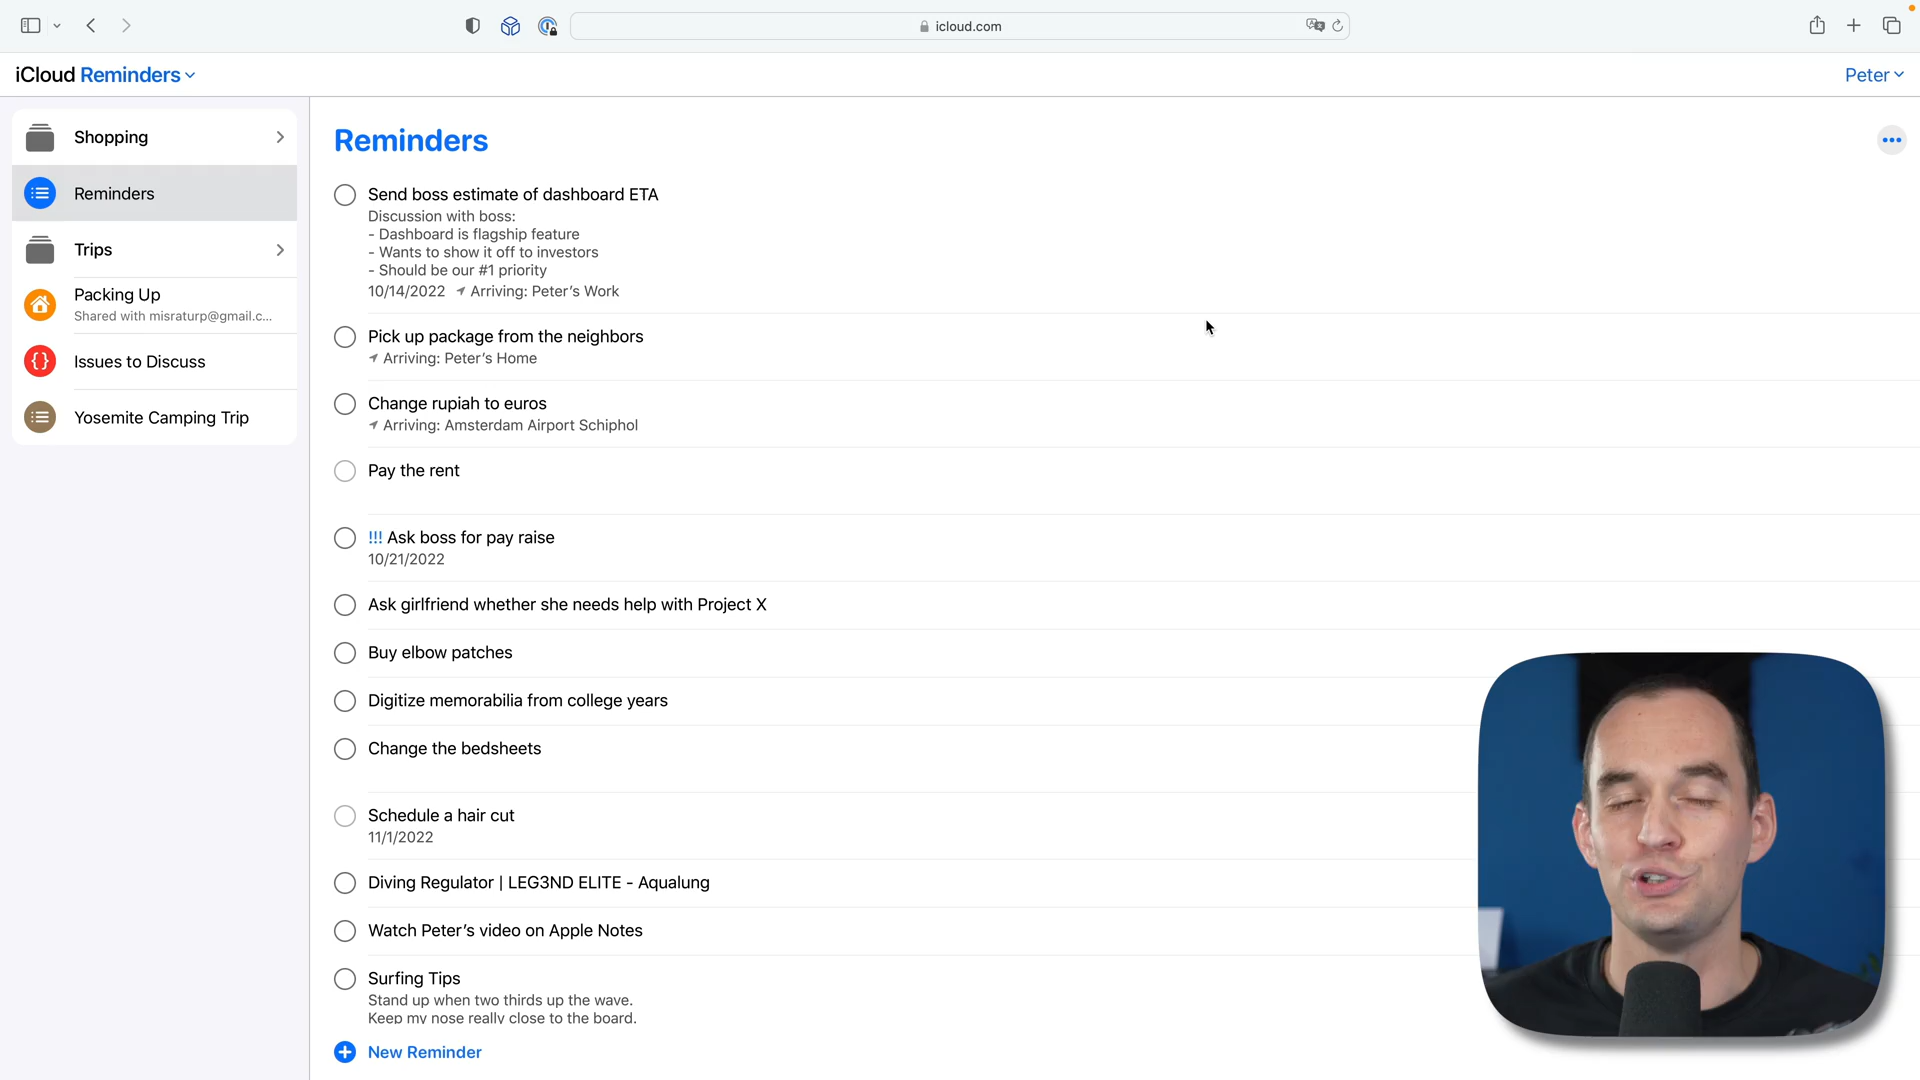 icloud.com
iCloud Reminders
Peter
Shopping
Reminders
Trips
Packing Up
Shared with misraturp@gmail.c...
Issues to Discuss
Yosemite Camping Trip
Reminders
Send boss estimate of dashboard ETA
Discussion with boss:
- Dashboard is flagship feature
- Wants to show it off to investors
- Should be our #1 priority
10/14/2022 Arriving: Peter's Work
Pick up package from the neighbors
Arriving: Peter's Home
Change rupiah to euros
Arriving: Amsterdam Airport Schiphol
Pay the rent
!!! Ask boss for pay raise
10/21/2022
Ask girlfriend whether she needs help with Project X
Buy elbow patches
Digitize memorabilia from college years
Change the bedsheets
Schedule a hair cut
11/1/2022
Diving Regulator | LEG3ND ELITE - Aqualung
Watch Peter's video on Apple Notes
Surfing Tips
Stand up when two thirds up the wave.
Keep my nose really close to the board.
New Reminder